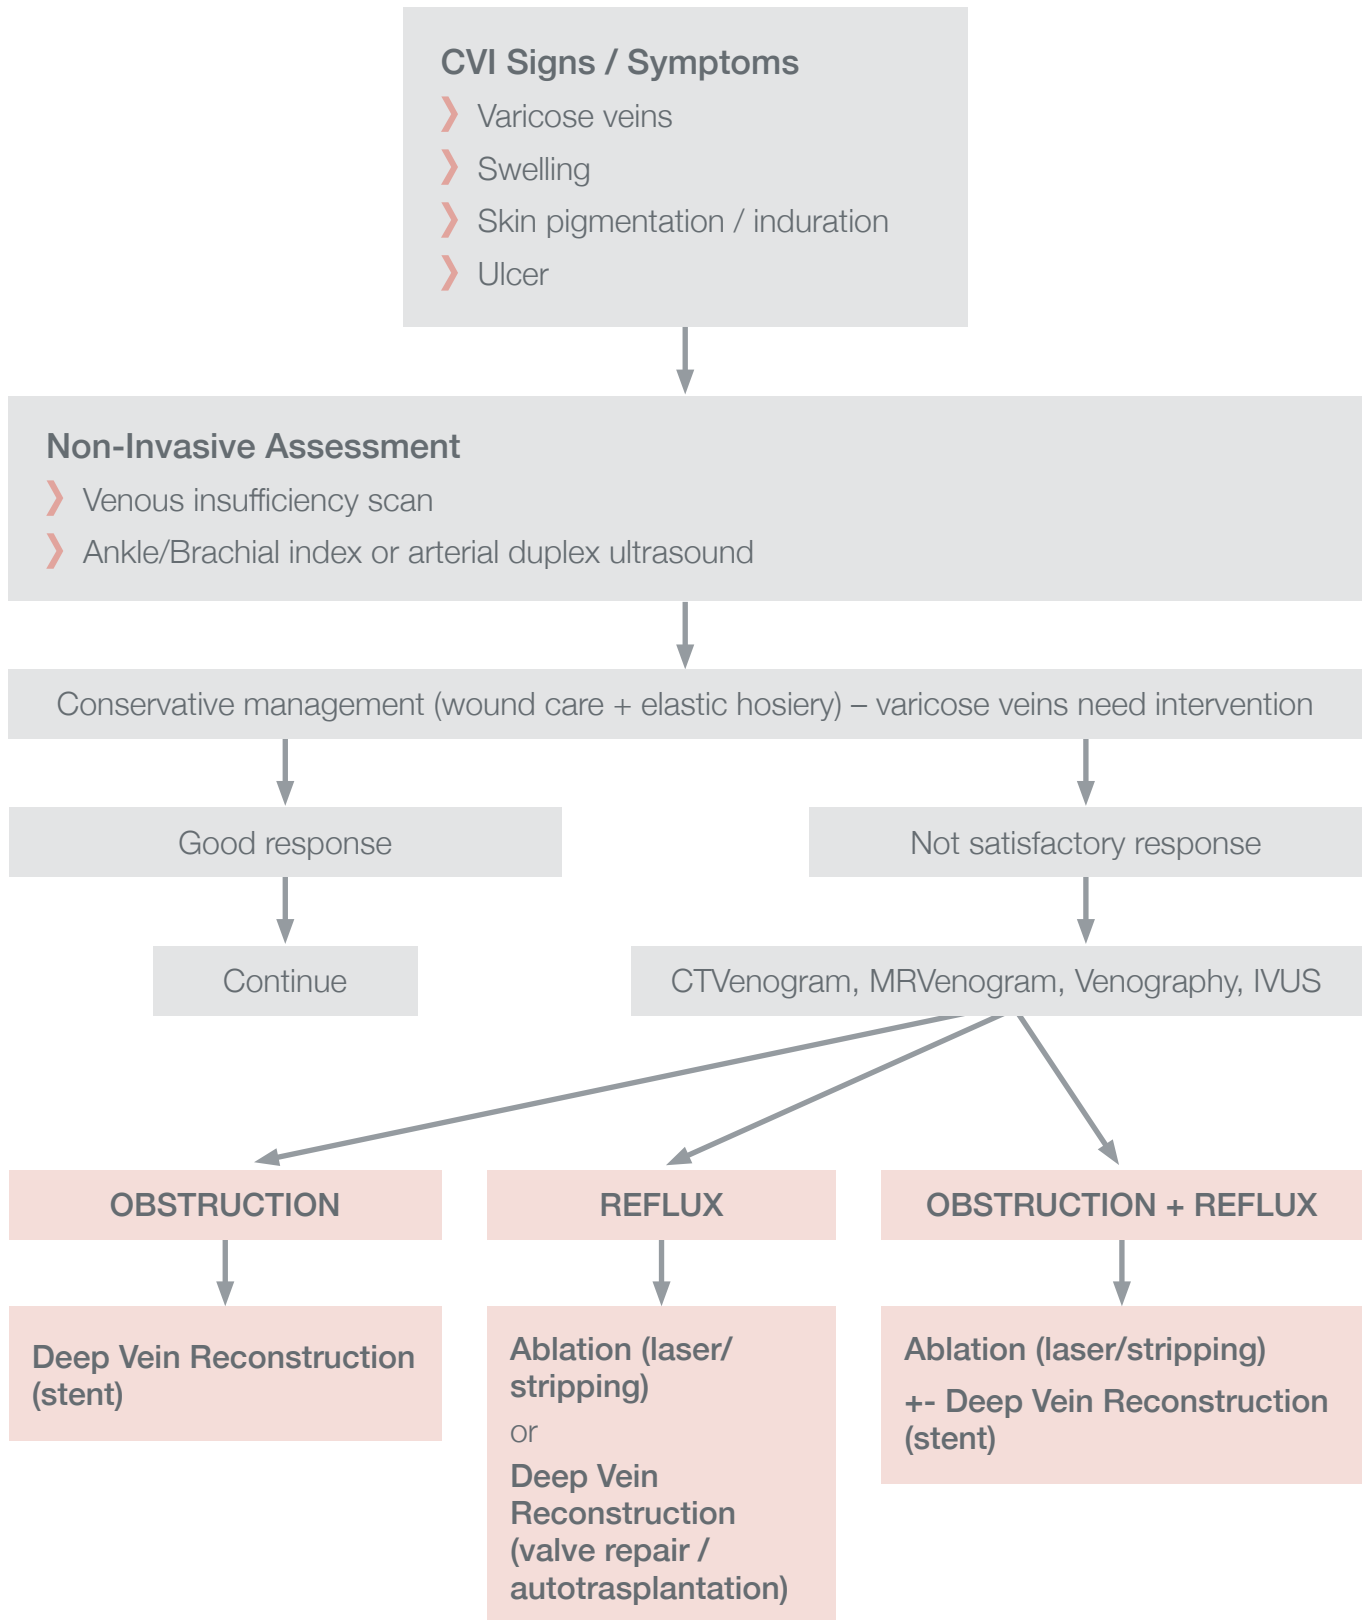 CVI Signs / Symptoms
Varicose veins
Swelling
Skin pigmentation / induration
Ulcer
Non-Invasive Assessment
Venous insufficiency scan
Ankle/Brachial index or arterial duplex ultrasound
Conservative management (wound care + elastic hosiery) – varicose veins need intervention
Good response
Not satisfactory response
Continue
CTVenogram, MRVenogram, Venography, IVUS
OBSTRUCTION
REFLUX
OBSTRUCTION + REFLUX
Deep Vein Reconstruction
(stent)
Ablation (laser/
stripping)
or
Deep Vein
Reconstruction
(valve repair /
autotrasplantation)
Ablation (laser/stripping)
+- Deep Vein Reconstruction
(stent)